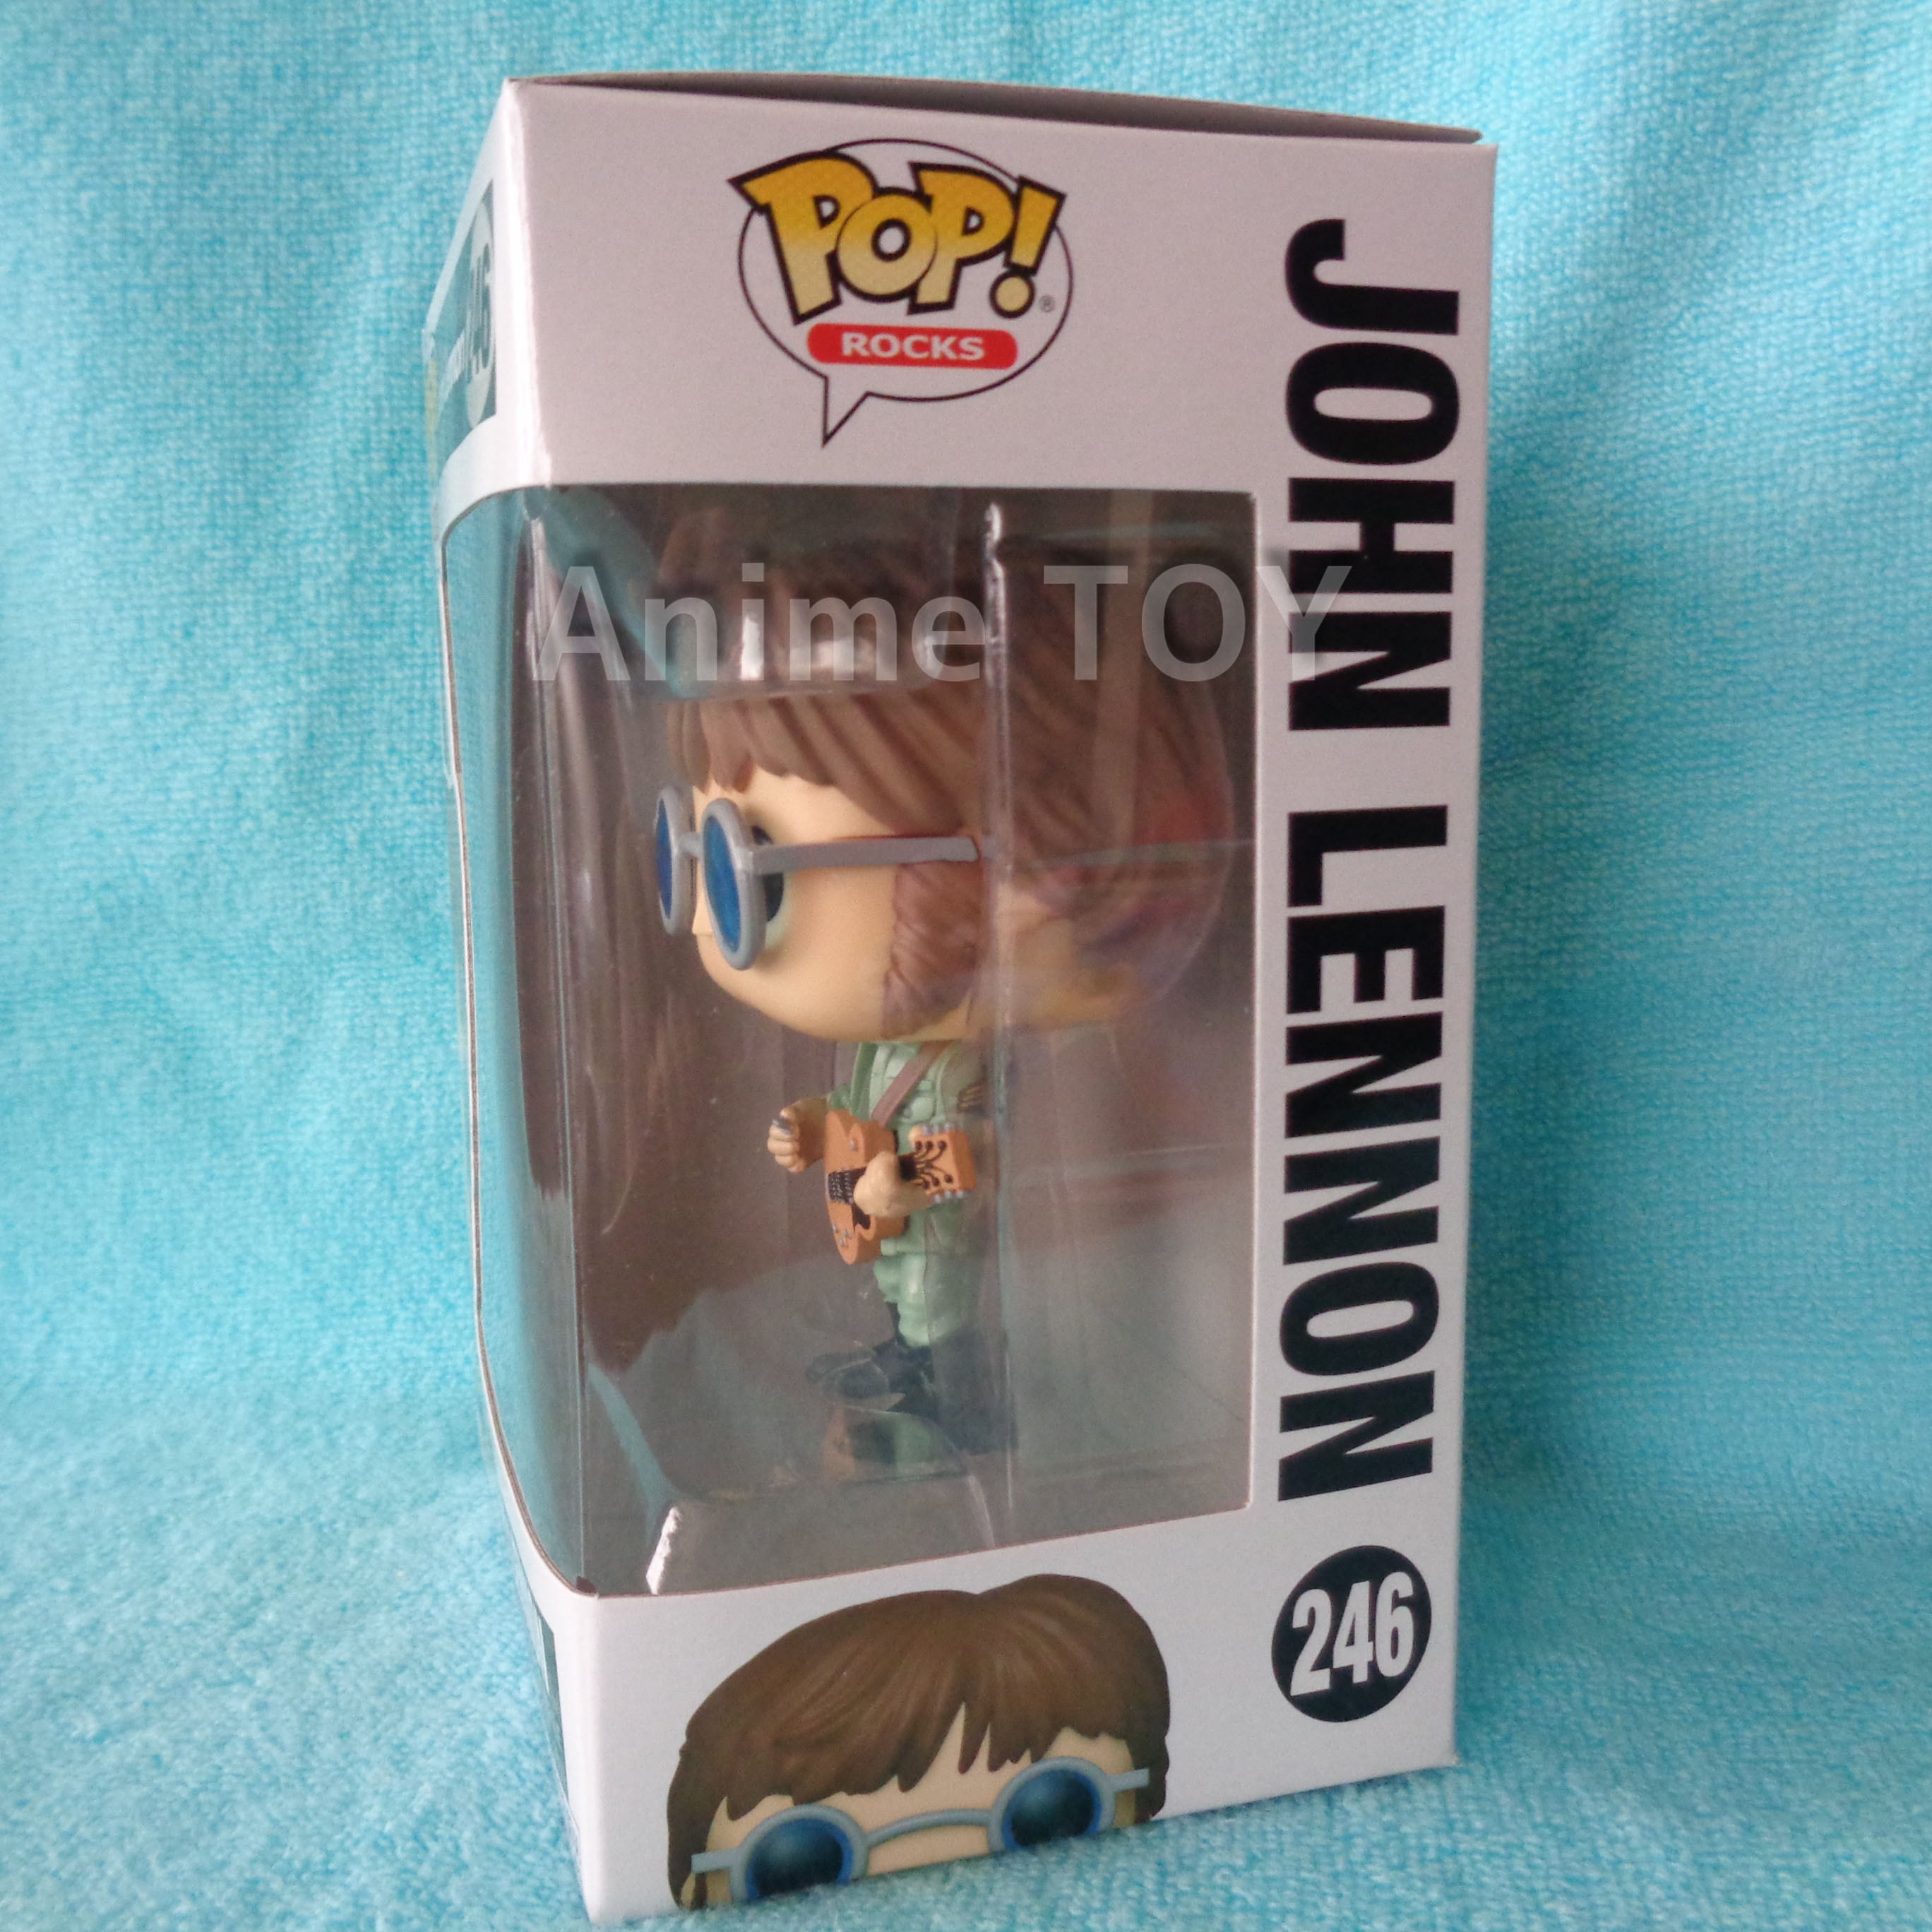 POP!®
ROCKS
Anime TOY
JOHN LENNON
246